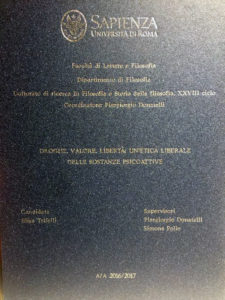 SAPIENZA
UNIVERSITÀ DI ROMA
Facoltà di Lettere e Filosofia
Dipartimento di Filosofia
Dottorato di ricerca in Filosofia e Storia della filosofia, XXVIII ciclo
Coordinatore Piergiorgio Donatelli
DROGHE, VALORE, LIBERTÀ: UN'ETICA LIBERALE
DELLE SOSTANZE PSICOATTIVE
Candidata
Supervisori
Piergiorgio Donatelli
Simone Pollo
A/A 2016/2017